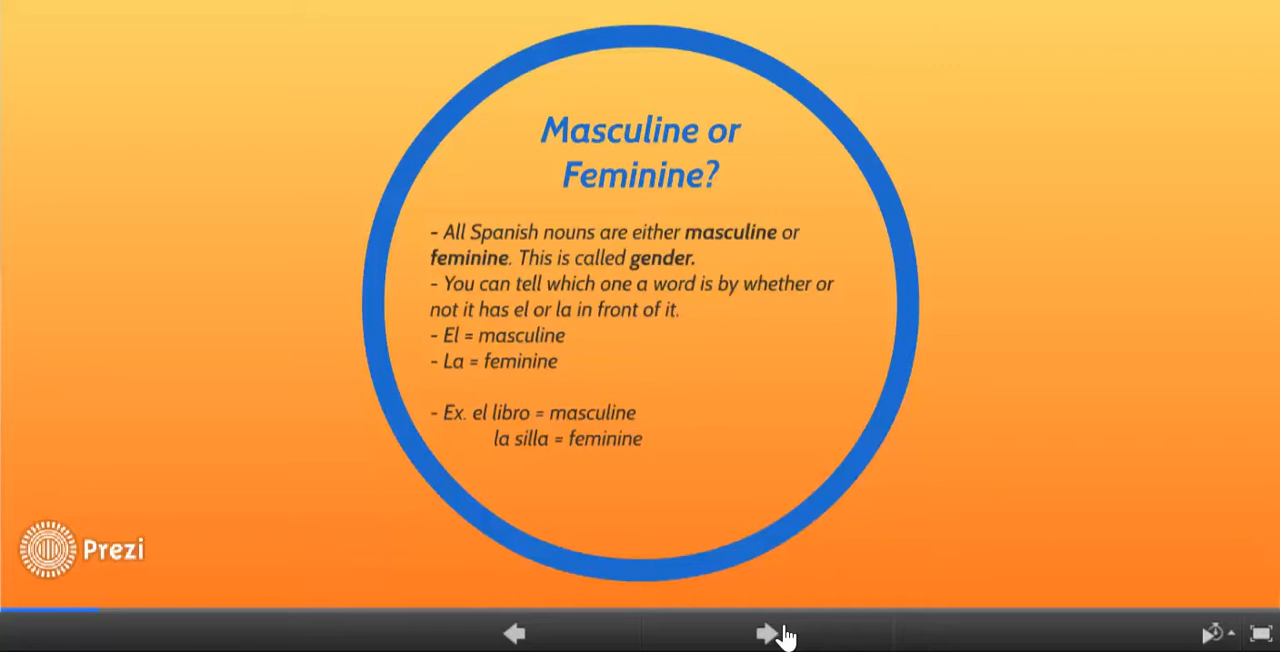 Masculine or
Feminine?
- All Spanish nouns are either masculine or
feminine. This is called gender.
- You can tell which one a word is by whether or
not it has el or la in front of it.
- El = masculine
- La = feminine
- Ex. el libro = masculine
la silla = feminine
Prezi